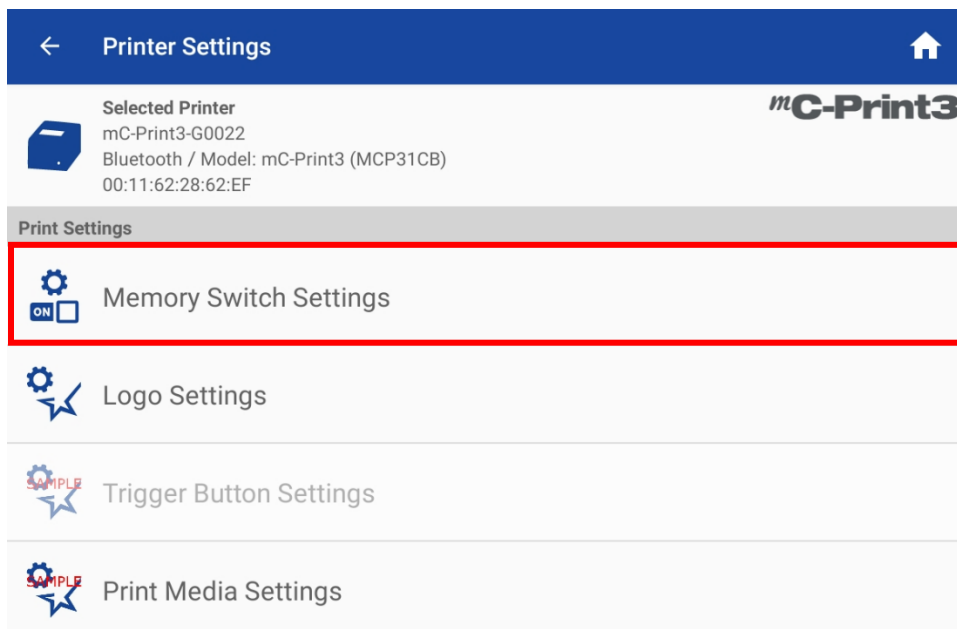 Printer Settings
Selected Printer
mC-Print3
mC-Print3-G0022
Bluetooth / Model: mC-Print3 (MCP31CB)
00:11:62:28:62:EF
Print Settings
ON
Memory Switch Settings
Logo Settings
SAMPLE
Trigger Button Settings
SAMPLE
Print Media Settings